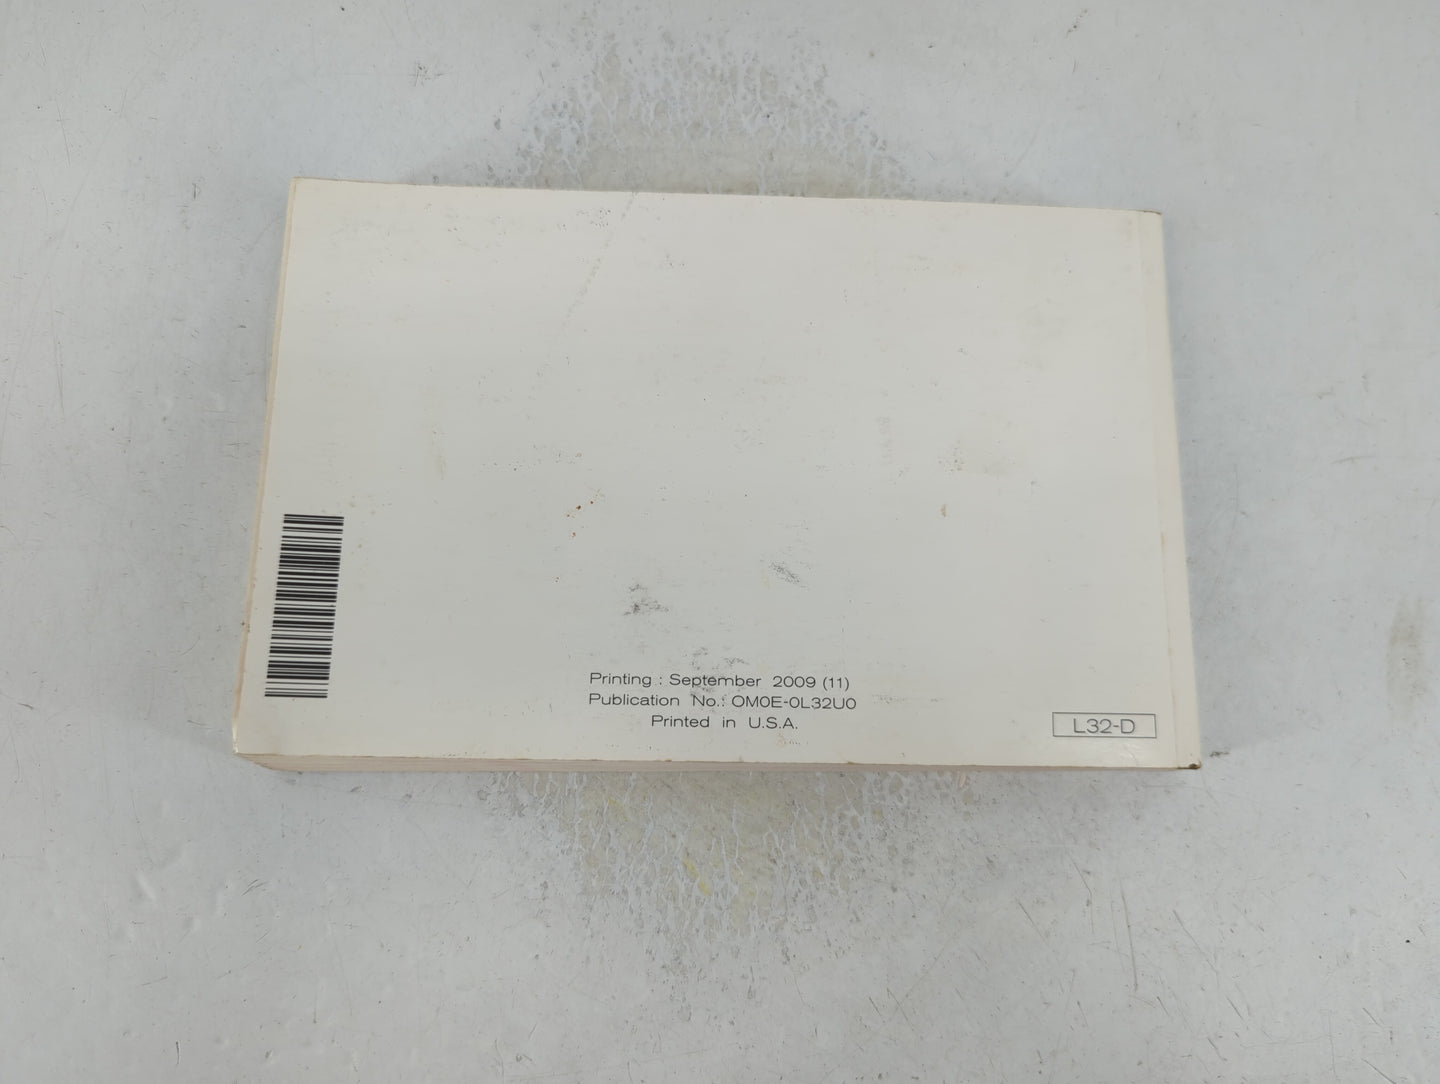 Printing : September 2009 (11)
Publication No.: OM0E-0L32U0
Printed in U.S.A.
L32-D